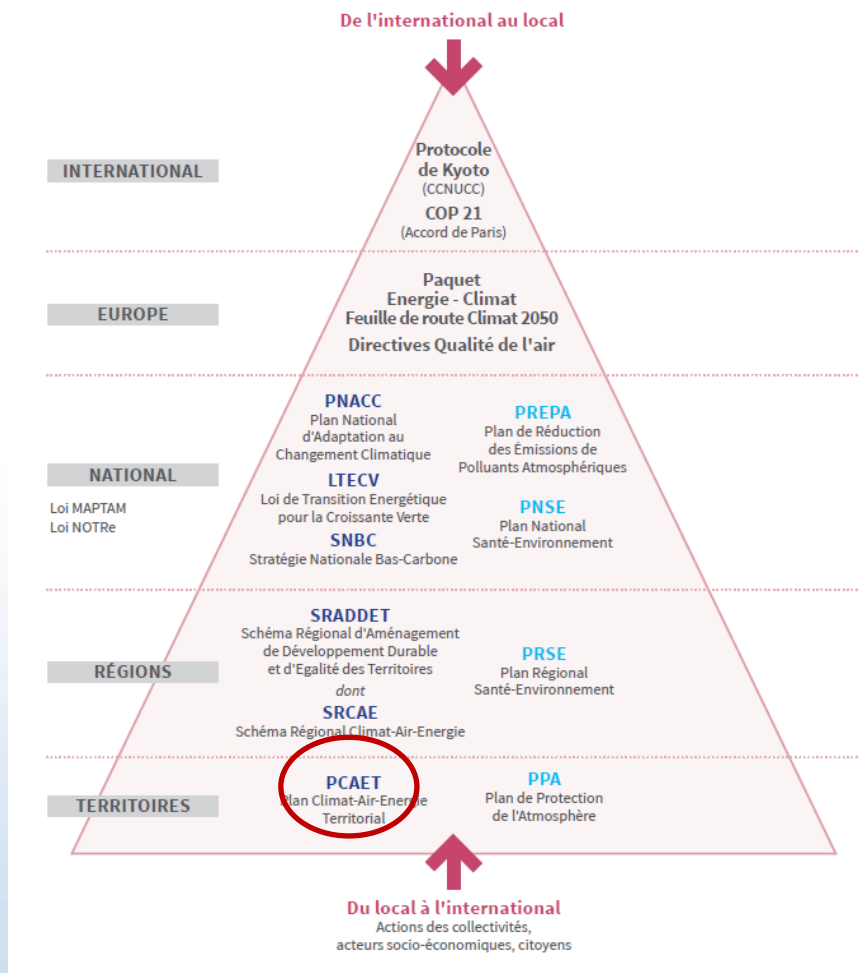 De l'international au local
INTERNATIONAL
Protocole
de Kyoto
(CCNUCC)
COP 21
(Accord de Paris)
EUROPE
Paquet
Energie - Climat
Feuille de route Climat 2050
Directives Qualité de l'air
NATIONAL
Loi MAPTAM
Loi NOTRe
PNACC
Plan National
d'Adaptation au
Changement Climatique
LTECV
Loi de Transition Energétique
pour la Croissante Verte
SNBC
Stratégie Nationale Bas-Carbone
PREPA
Plan de Réduction
des Émissions de
Polluants Atmosphériques
PNSE
Plan National
Santé-Environnement
RÉGIONS
SRADDET
Schéma Régional d'Aménagement
de Développement Durable
et d'Egalité des Territoires
dont
SRCAE
Schéma Régional Climat-Air-Energie
PRSE
Plan Régional
Santé-Environnement
TERRITOIRES
PCAET
Plan Climat-Air-Energie
Territorial
PPA
Plan de Protection
de l'Atmosphère
Du local à l'international
Actions des collectivités,
acteurs socio-économiques, citoyens